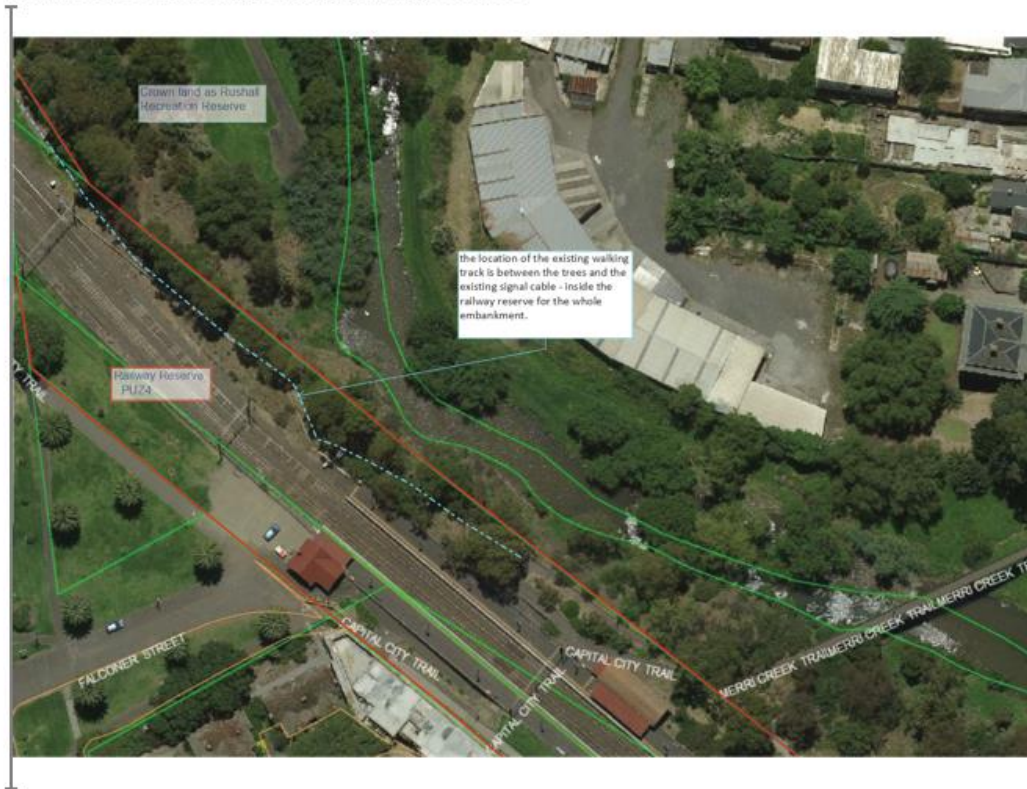 Crown land as Rushall
Recreation Reserve
the location of the existing walking
track is between the trees and the
existing signal cable - inside the
railway reserve for the whole
embankment.
Railway Reserve
PUZ4
TY TRAIL
FALCONER STREET
CAPITAL CITY TRAIL
CAPITAL CITY TRAIL
CAPITAL CITY TRAIL
MERRI CREEK TRAIL
MERRI CREEK TRAIL
MERRI CREEK TR